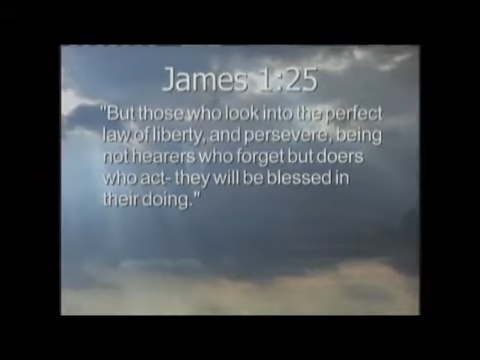 James 1:25
"But those who look into the perfect
law of liberty, and persevere, being
not hearers who forget but doers
who act- they will be blessed in
their doing."